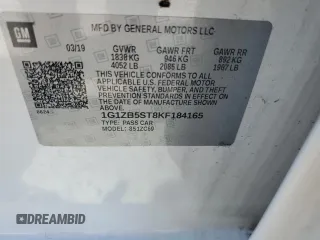 GM
MFD BY GENERAL MOTORS LLC
03/19 GVWR GAWR FRT GAWR RR
1838 KG 946 KG 892 KG
4052 LB 2085 LB 1967 LB
THIS VEHICLE CONFORMS TO ALL APPLICABLE U.S. FEDERAL MOTOR
VEHICLE SAFETY, BUMPER, AND THEFT PREVENTION
STANDARDS IN EFFECT ON THE DATE OF
MANUFACTURE SHOWN ABOVE.
1G1ZB5ST8KF184165
TYPE: PASS CAR
DREAMBID